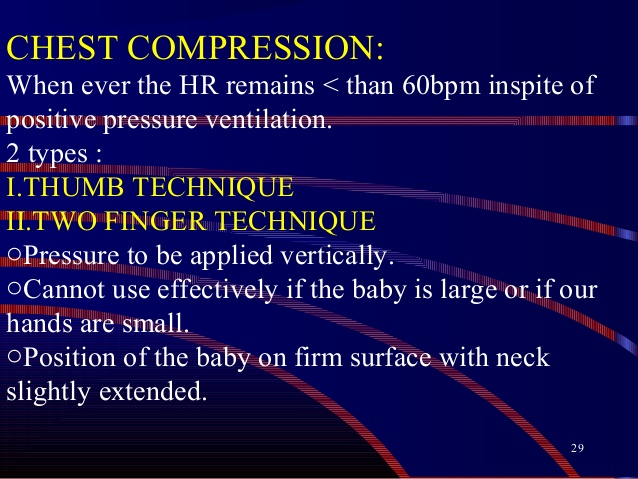 CHEST COMPRESSION:
When ever the HR remains < than 60bpm inspite of
positive pressure ventilation.
2 types :
I.THUMB TECHNIQUE
II.TWO FINGER TECHNIQUE
○Pressure to be applied vertically.
○Cannot use effectively if the baby is large or if our
hands are small.
○Position of the baby on firm surface with neck
slightly extended.
29